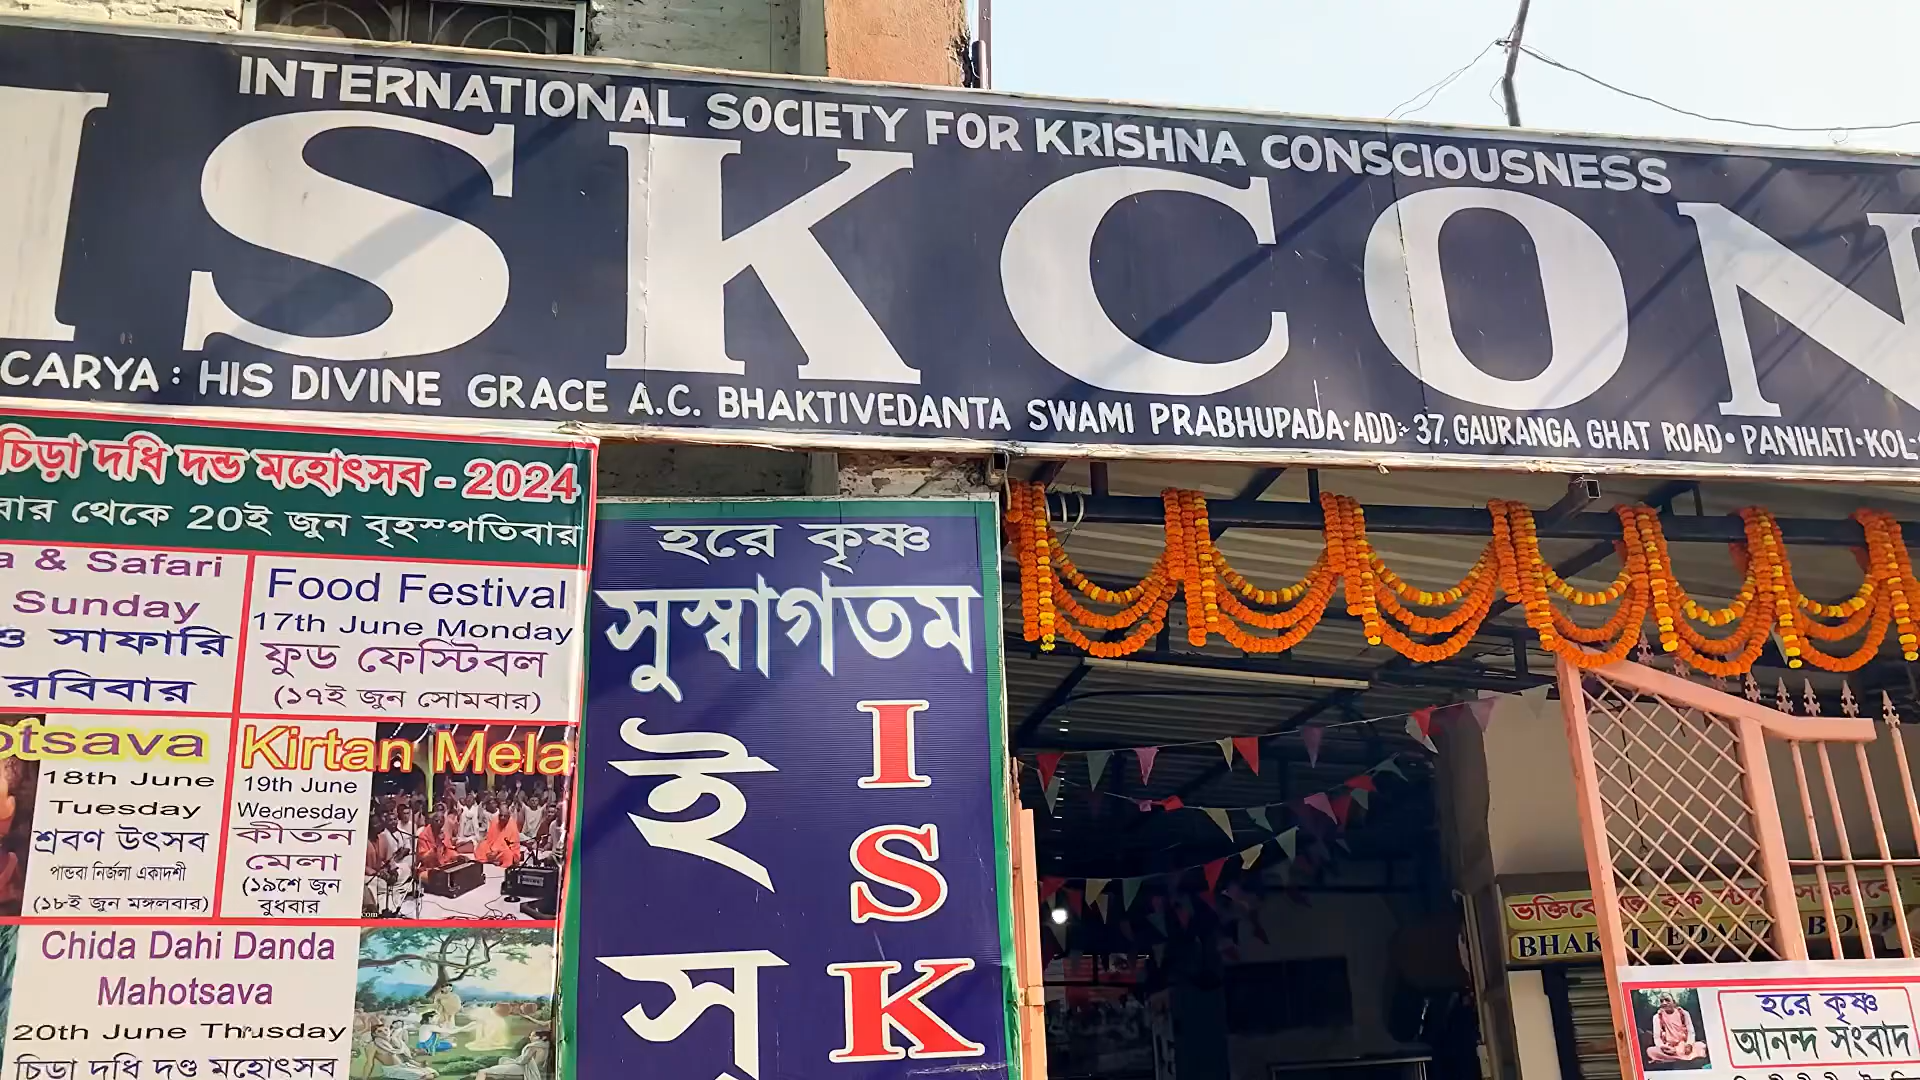 INTERNATIONAL SOCIETY FOR KRISHNA CONSCIOUSNESS
ISKCON
CARYA : HIS DIVINE GRACE A.C. BHAKTIVEDANTA SWAMI PRABHUPADA·ADD:- 37, GAURANGA GHAT ROAD• PANIHATI·KOL-
চিড়া দধি দন্ড মহোৎসব - 2024
বার থেকে 20ই জুন বৃহস্পতিবার
a & Safari
Sunday
ও সাফারি
রবিবার
Food Festival
17th June Monday
ফুড ফেস্টিবল
(১৭ই জুন সোমবার)
otsava
18th June
Tuesday
শ্রবণ উৎসব
পান্ডবা নির্জলা একাদশী
(১৮ই জুন মঙ্গলবার)
Kirtan Mela
19th June
Wednesday
কীর্তন
মেলা
(১৯শে জুন
বুধবার
Chida Dahi Danda
Mahotsava
20th June Thrusday
চিড়া দধি দণ্ড মহোৎসব
হরে কৃষ্ণ
সুস্বাগতম
ই
স্
I
S
K
BOOK
হরে কৃষ্ণ
আনন্দ সংবাদ